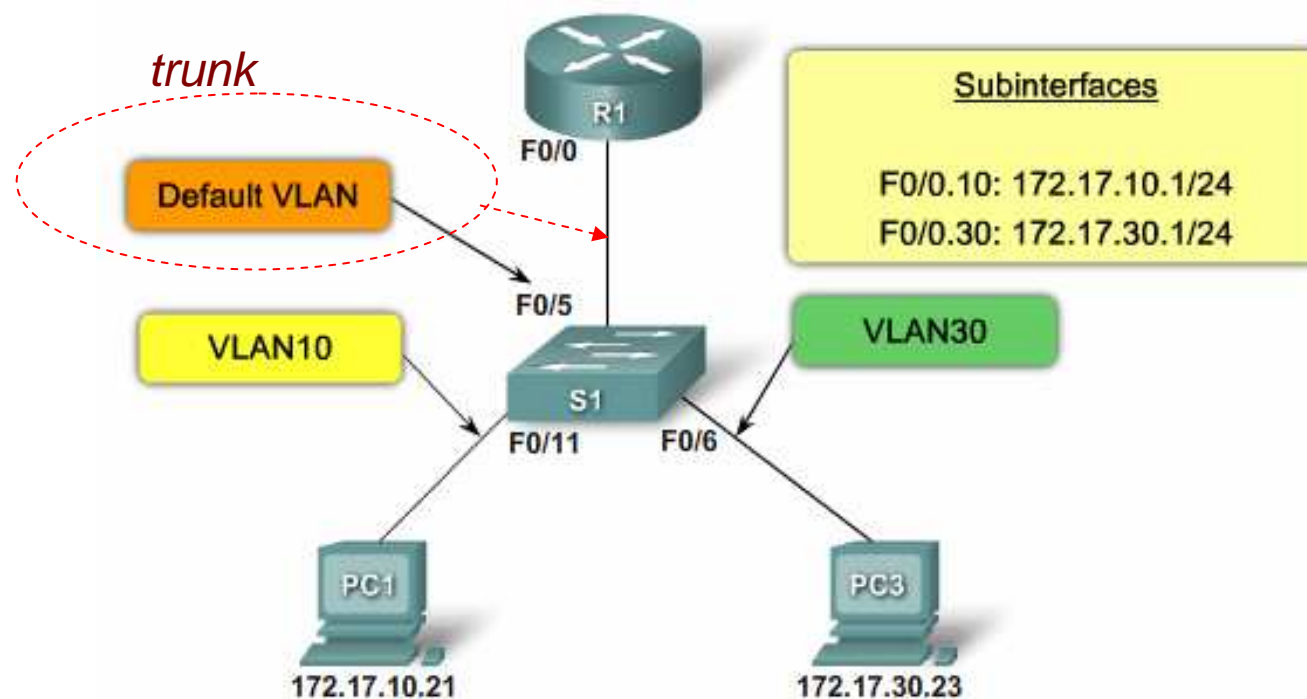 trunk
R1
Subinterfaces
F0/0
F0/0.10: 172.17.10.1/24
F0/0.30: 172.17.30.1/24
Default VLAN
F0/5
VLAN10
VLAN30
S1
F0/11
F0/6
PC1
PC3
172.17.10.21
172.17.30.23